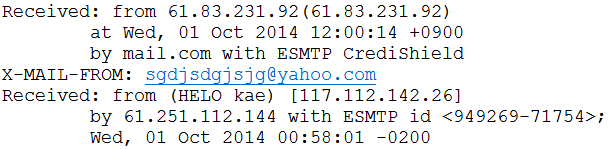 Received: from 61.83.231.92(61.83.231.92)
at Wed, 01 Oct 2014 12:00:14 +0900
by mail.com with ESMTP CrediShield
X-MAIL-FROM: sgdjsdgjsjg@yahoo.com
Received: from (HELO kae) [117.112.142.26]
by 61.251.112.144 with ESMTP id <949269-71754>;
Wed, 01 Oct 2014 00:58:01 -0200